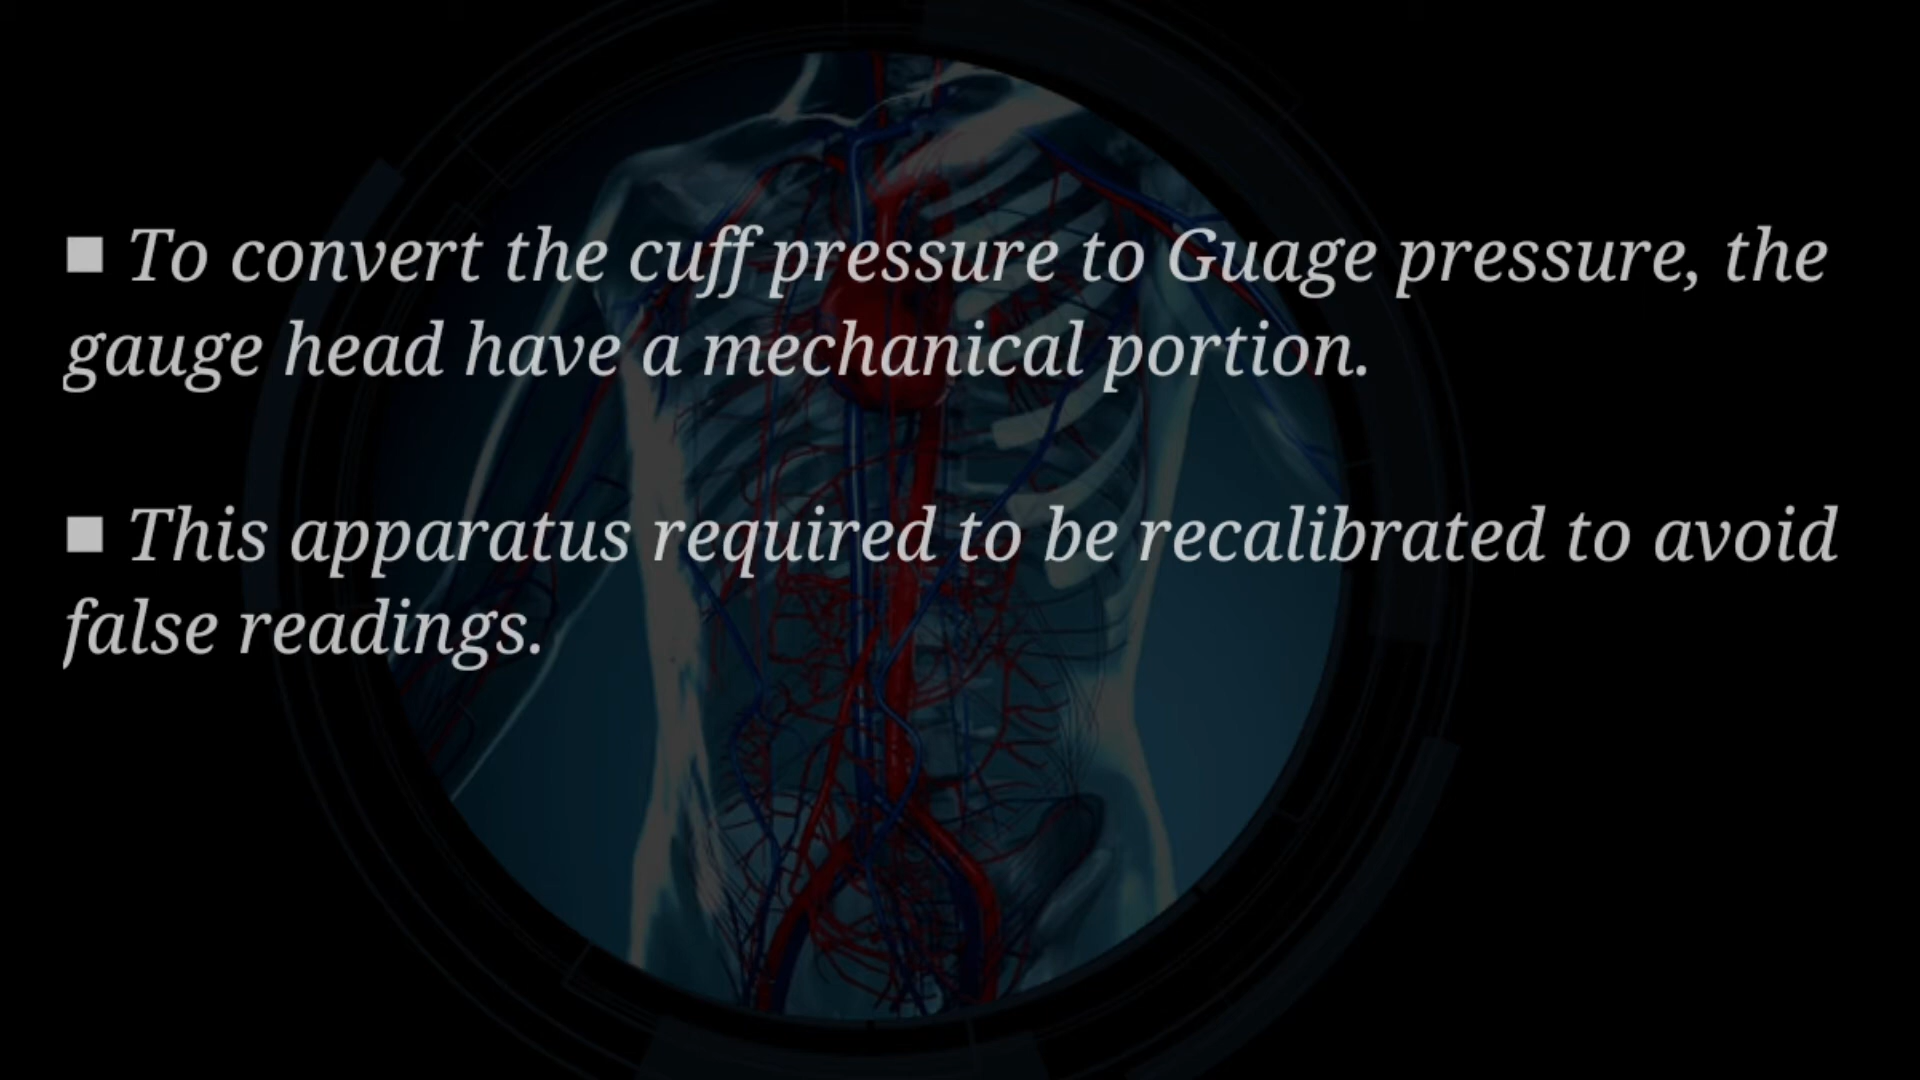 ■ To convert the cuff pressure to Guage pressure, the
gauge head have a mechanical portion.
■ This apparatus required to be recalibrated to avoid
false readings.